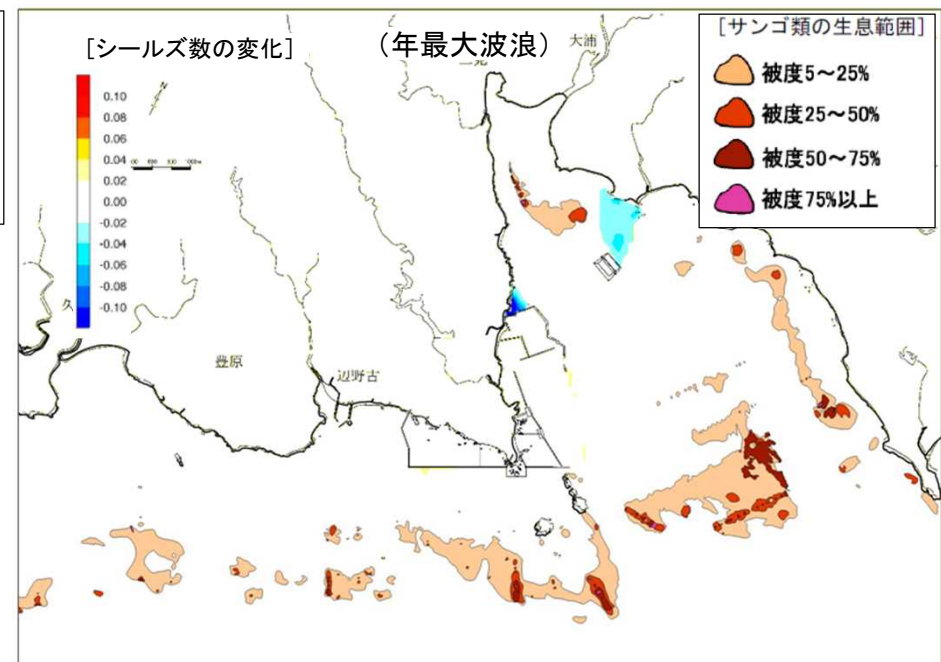 [シールズ数の変化]
(年最大波浪)
大浦
0.10
0.08
0.06
0.04
0.02
0.00
-0.02
-0.04
-0.06
-0.08
-0.10
久
豊原
辺野古
[サンゴ類の生息範囲]
被度5~25%
被度25~50%
被度50~75%
被度75%以上